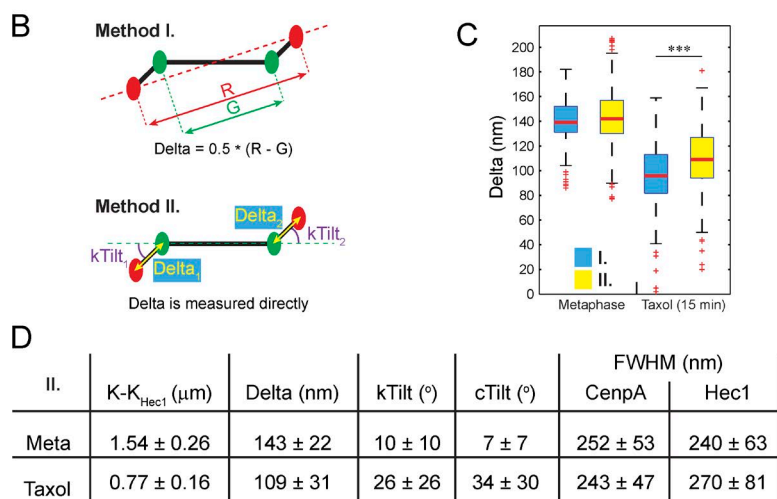 B
Method I.
R
G
Delta = 0.5 * (R - G)
Method II.
Delta2
kTilt2
kTilt1
Delta1
Delta is measured directly
C
***
Delta (nm)
200
180
160
140
120
100
80
60
40
20
0
I.
II.
Metaphase Taxol (15 min)
D
II. K-KHec1 (μm) Delta (nm) kTilt (°) cTilt (°) FWHM (nm)
CenpA Hec1
Meta 1.54 ± 0.26 143 ± 22 10 ± 10 7 ± 7 252 ± 53 240 ± 63
Taxol 0.77 ± 0.16 109 ± 31 26 ± 26 34 ± 30 243 ± 47 270 ± 81